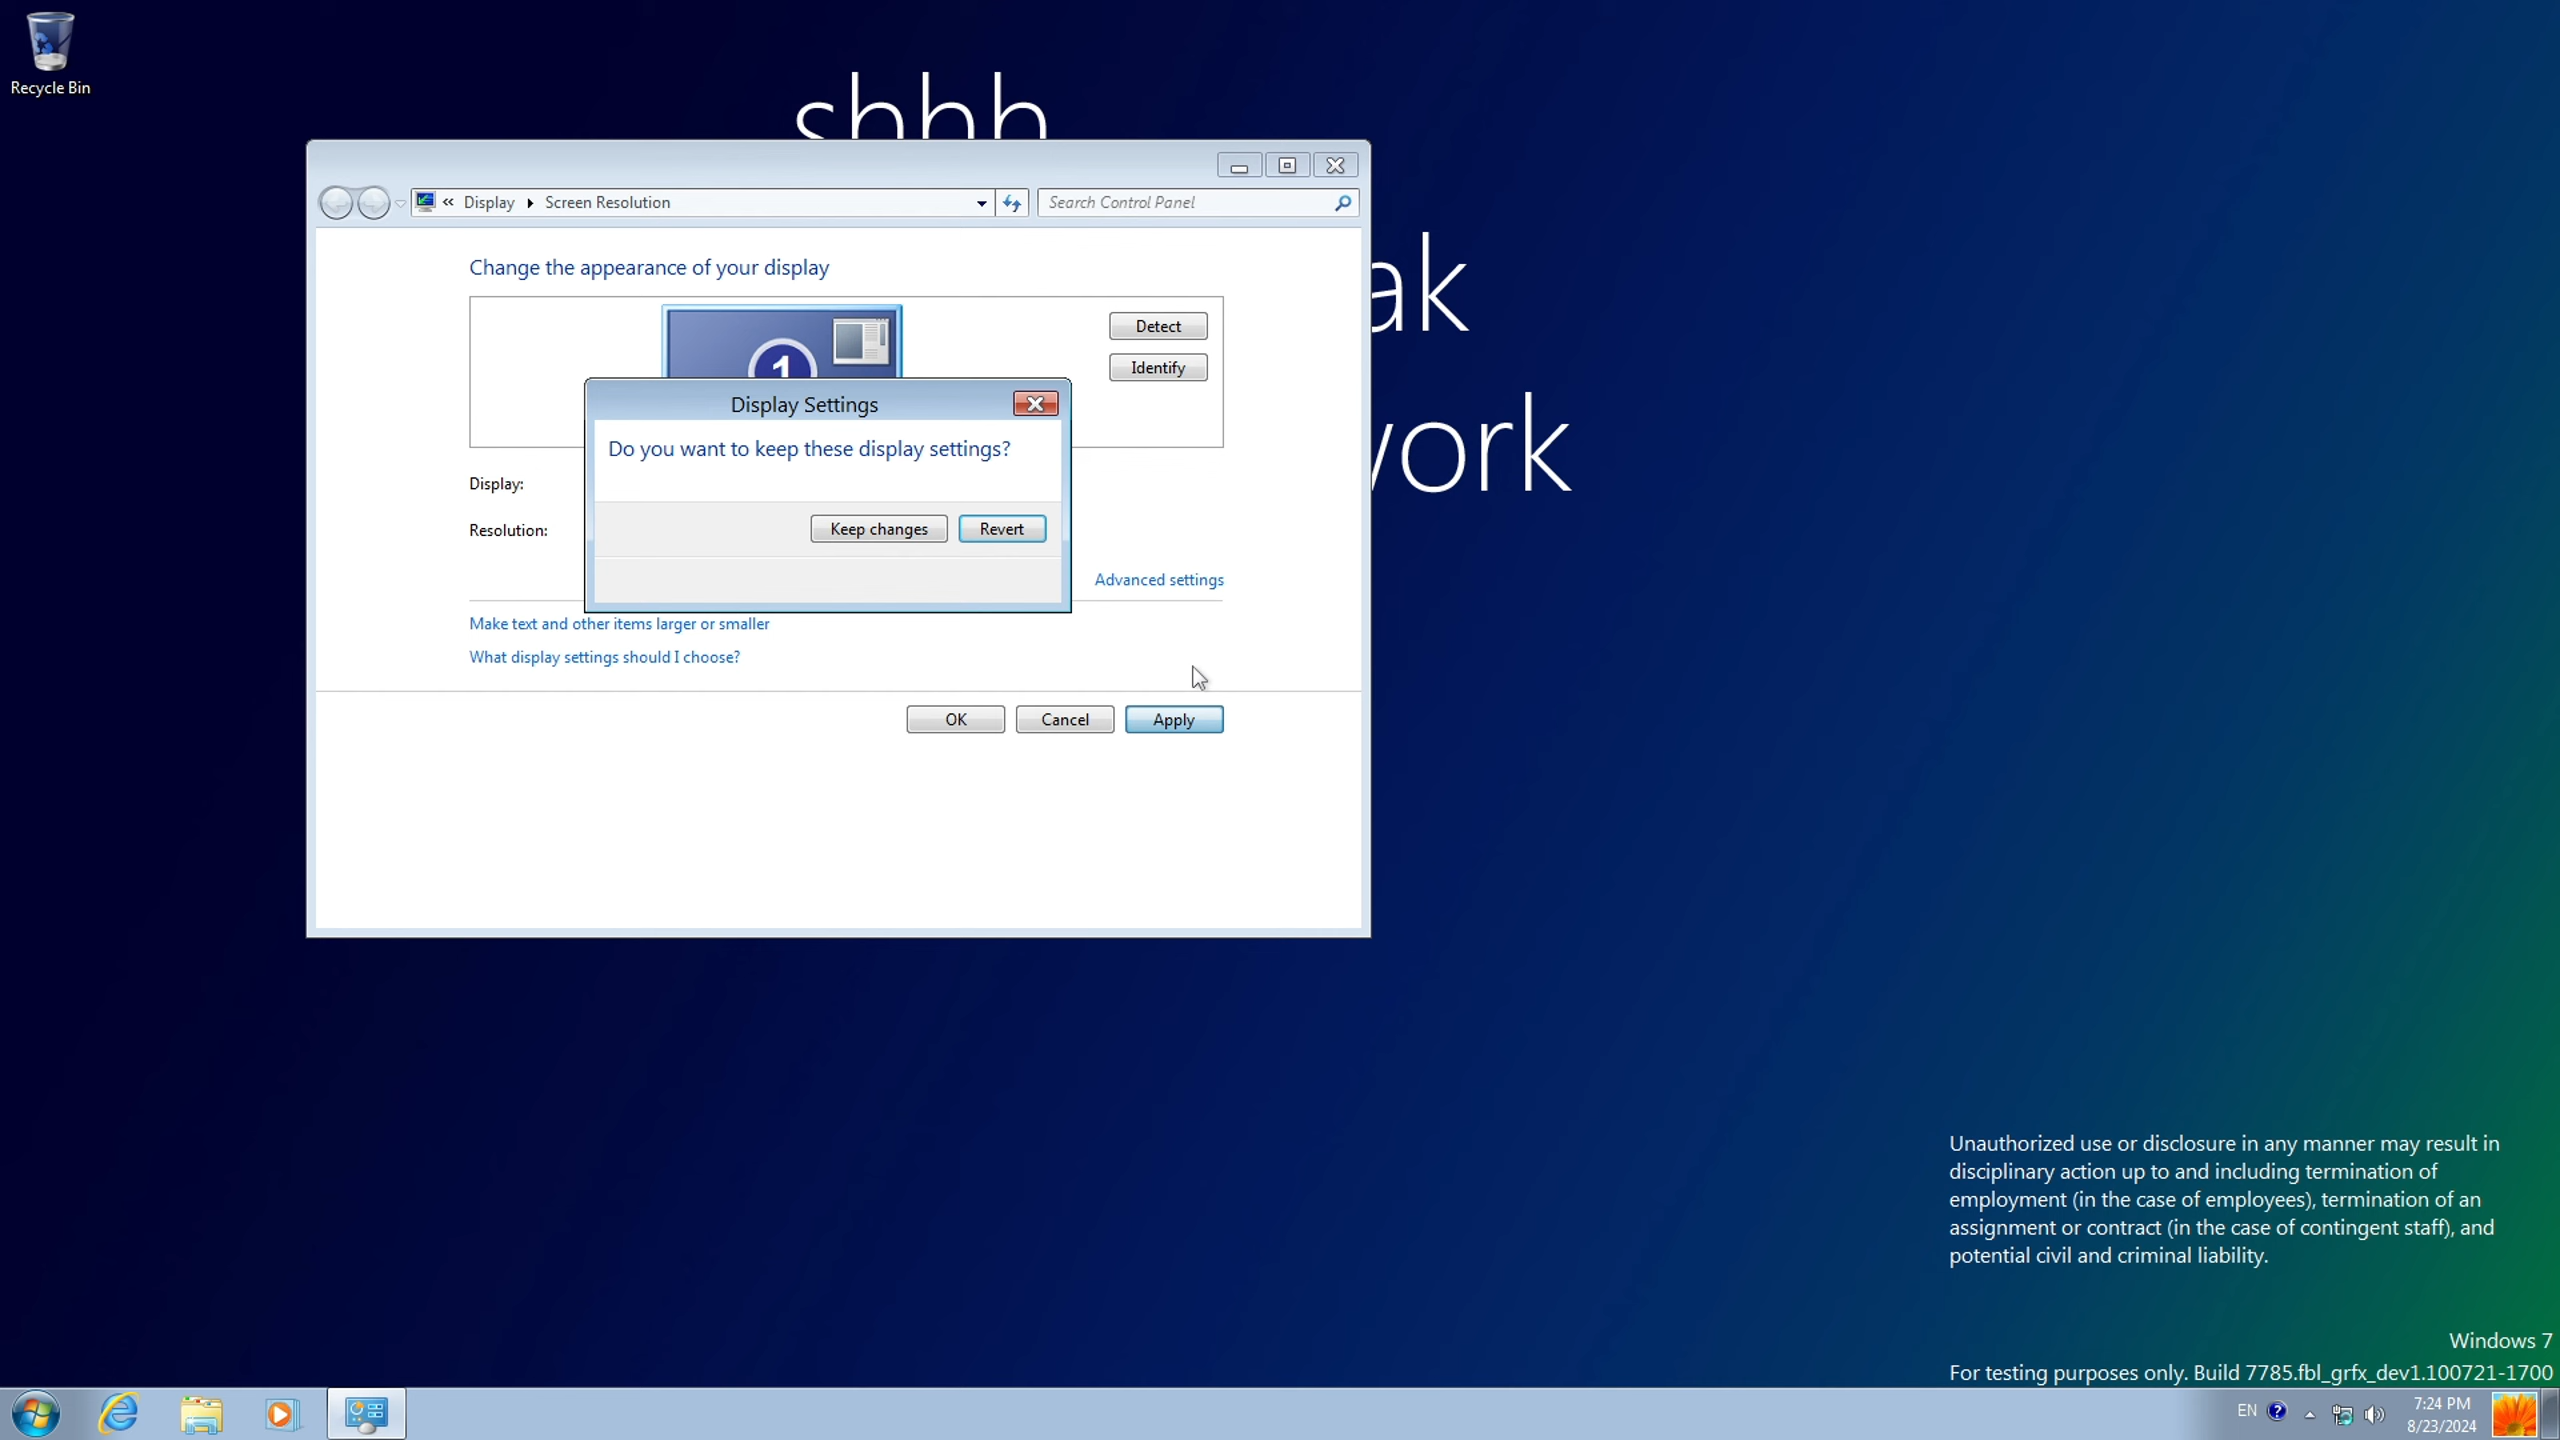 Recycle Bin
shhh
ak
work
« Display ▸ Screen Resolution
Search Control Panel
Change the appearance of your display
1
Detect
Identify
Display Settings
Do you want to keep these display settings?
Keep changes
Revert
Display:
Resolution:
Advanced settings
Make text and other items larger or smaller
What display settings should I choose?
OK
Cancel
Apply
Unauthorized use or disclosure in any manner may result in
disciplinary action up to and including termination of
employment (in the case of employees), termination of an
assignment or contract (in the case of contingent staff), and
potential civil and criminal liability.
Windows 7
For testing purposes only. Build 7785.fbl_grfx_dev1.100721-1700
EN
7:24 PM
8/23/2024